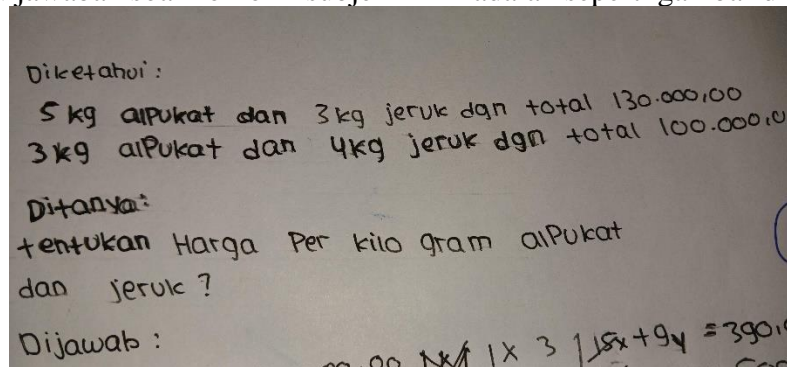 Diketahui :
5 kg alpukat dan 3 kg jeruk dgn total 130.000,00
3 kg alpukat dan 4 kg jeruk dgn total 100.000,0
Ditanya:
tentukan Harga Per kilo gram alpukat
dan jeruk ?
Dijawab :
1 x 3 | 15x + 9y = 390,